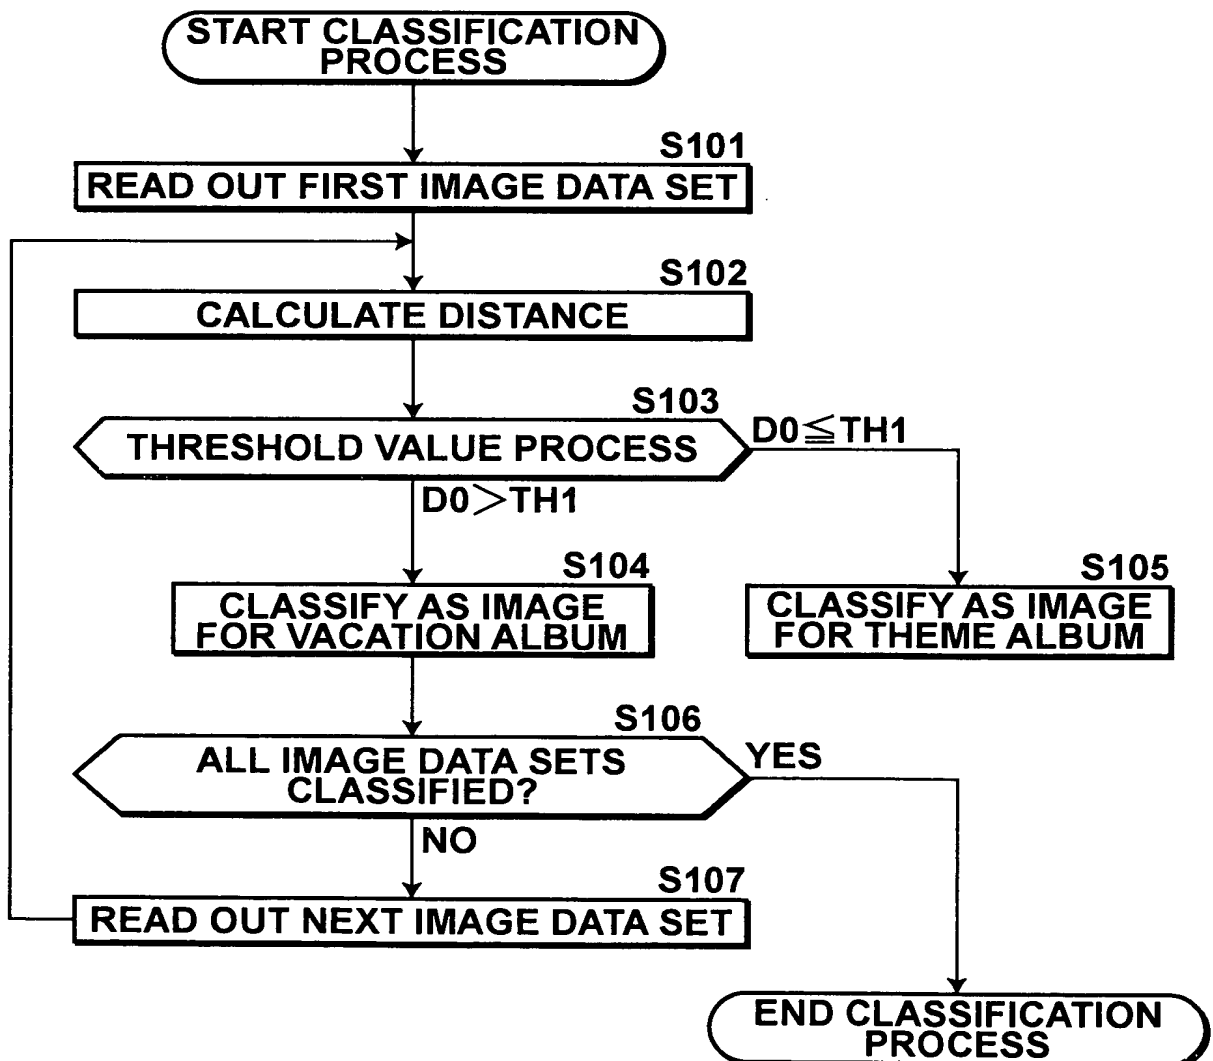 START CLASSIFICATION
PROCESS
S101
READ OUT FIRST IMAGE DATA SET
S102
CALCULATE DISTANCE
S103
THRESHOLD VALUE PROCESS
D0≦TH1
D0>TH1
S104
CLASSIFY AS IMAGE
FOR VACATION ALBUM
S105
CLASSIFY AS IMAGE
FOR THEME ALBUM
S106
ALL IMAGE DATA SETS
CLASSIFIED?
YES
NO
S107
READ OUT NEXT IMAGE DATA SET
END CLASSIFICATION
PROCESS